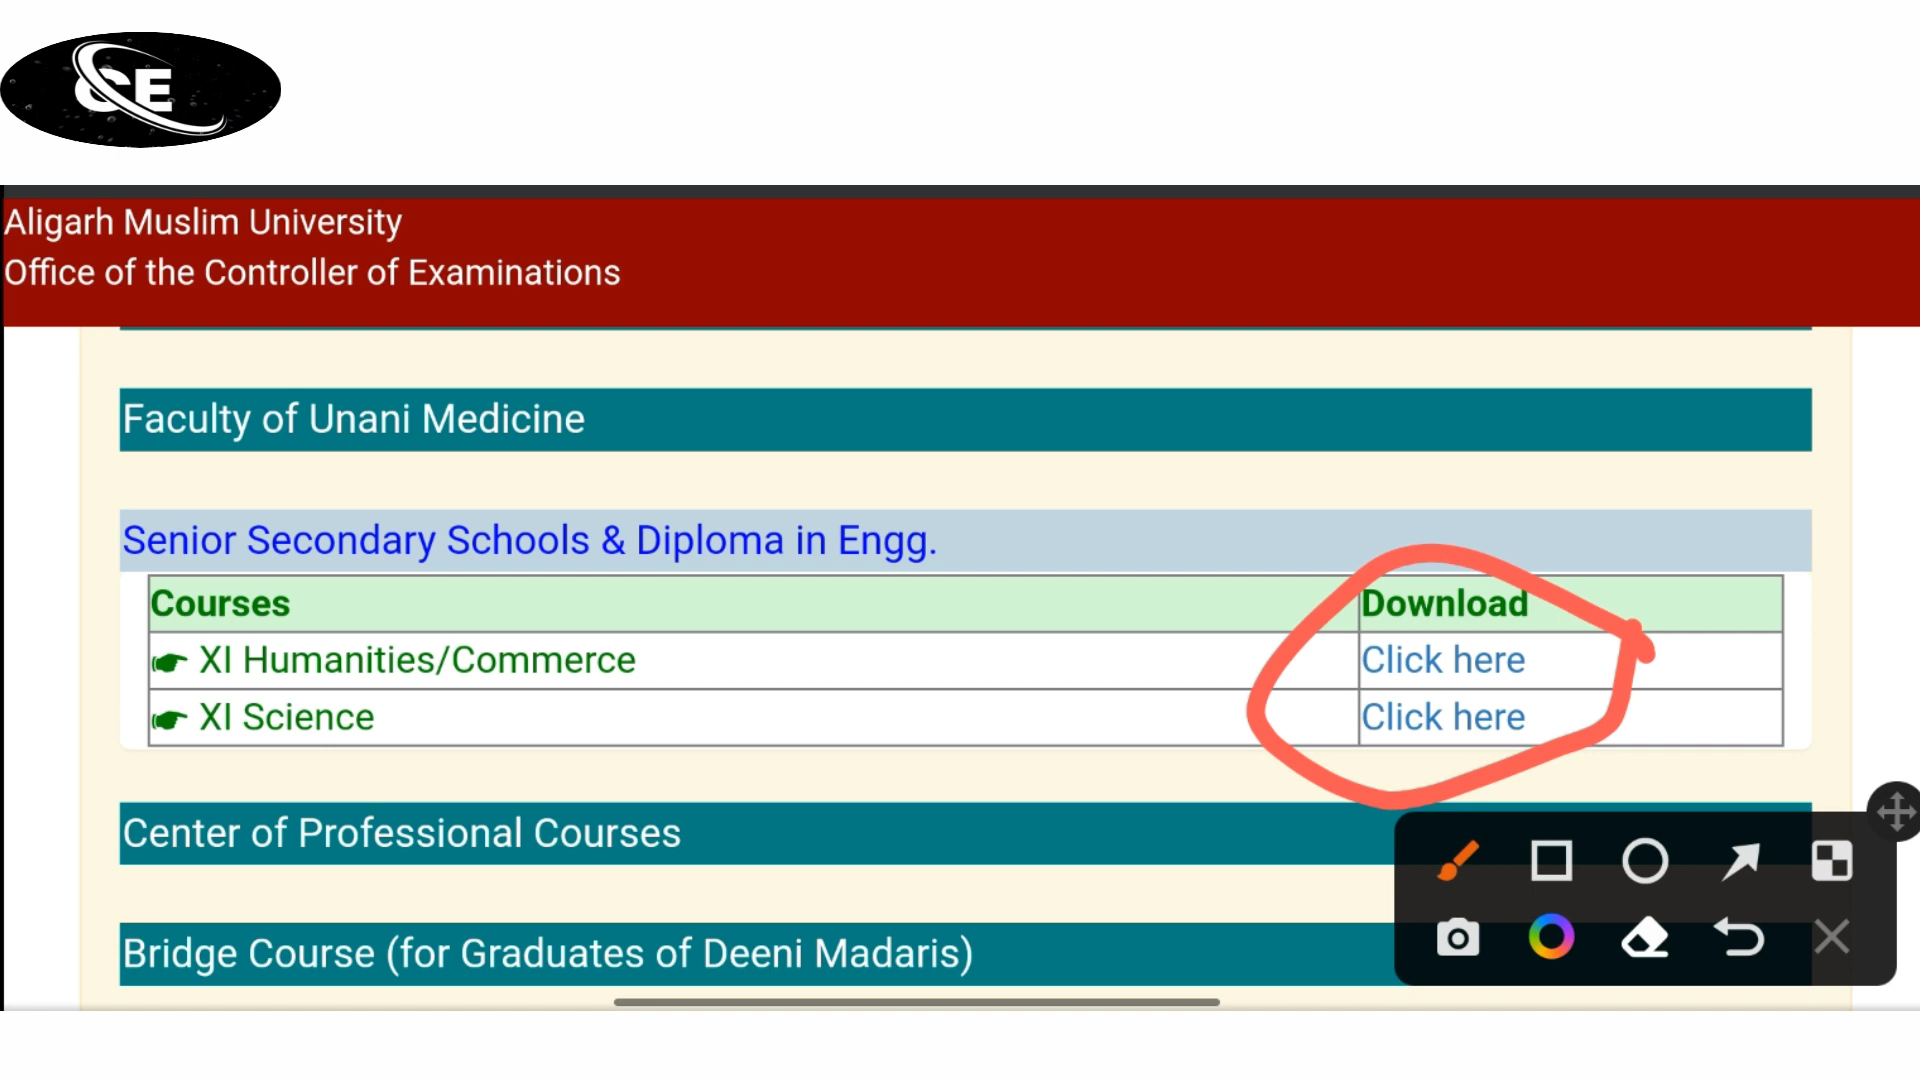 CE
Aligarh Muslim University
Office of the Controller of Examinations
Faculty of Unani Medicine
Senior Secondary Schools & Diploma in Engg.
Courses Download
XI Humanities/Commerce Click here
XI Science Click here
Center of Professional Courses
Bridge Course (for Graduates of Deeni Madaris)